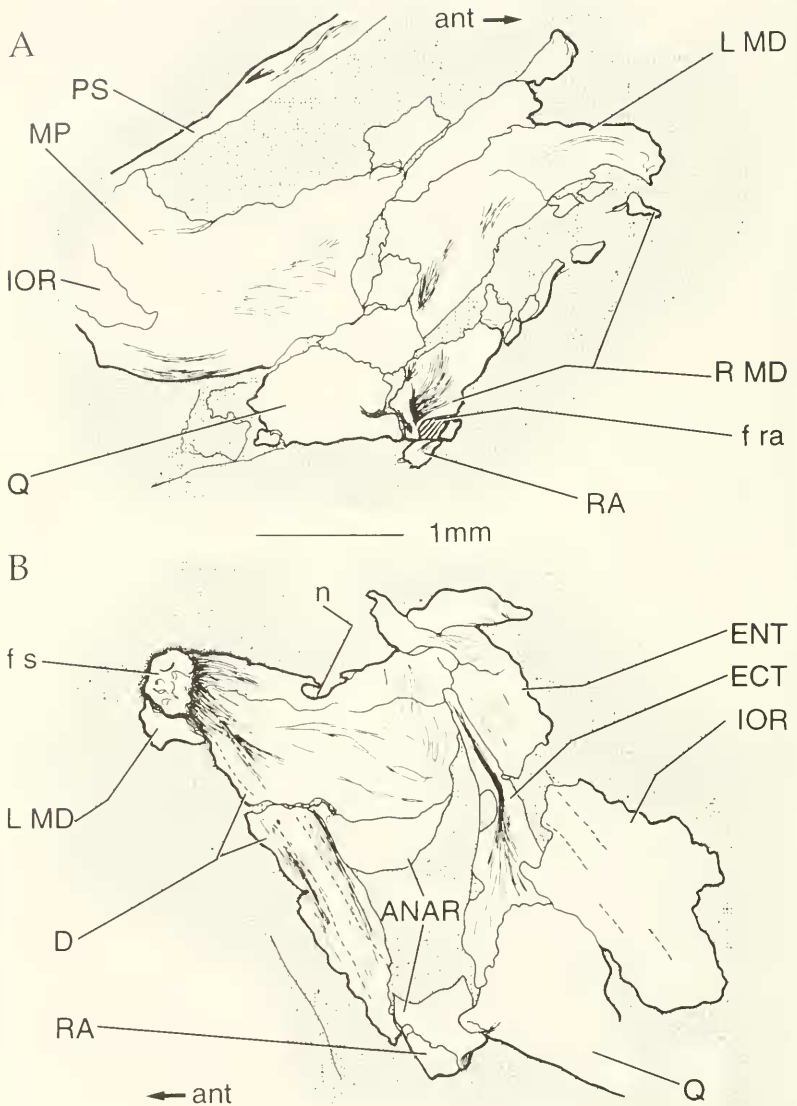 A
ant
L MD
PS
MP
IOR
R MD
f ra
Q
RA
1mm
B
n
f s
ENT
ECT
IOR
L MD
D
ANAR
RA
Q
ant